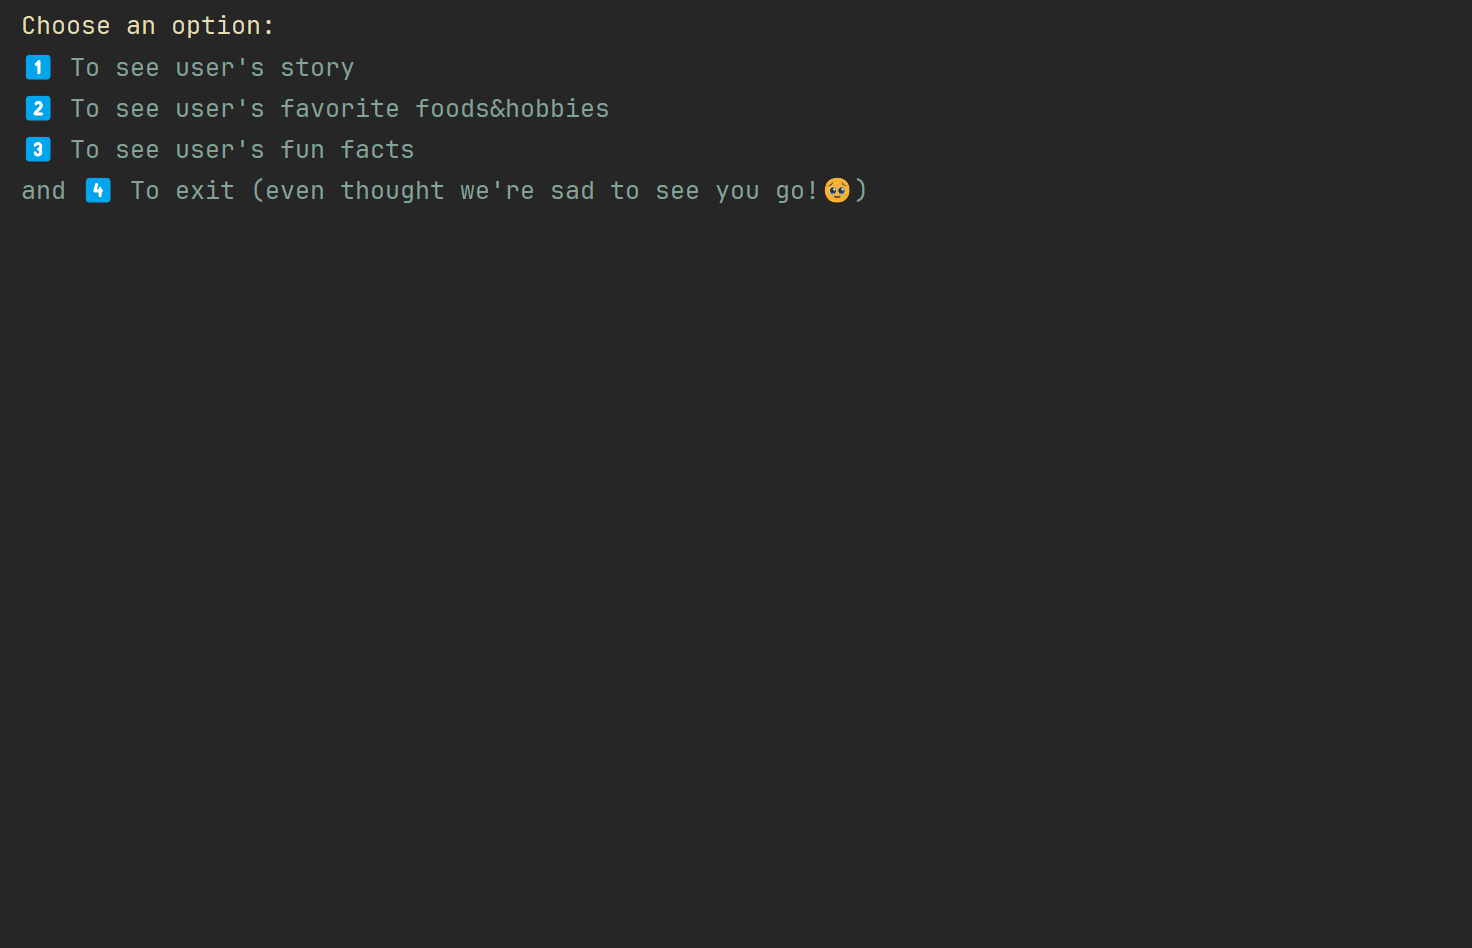 Choose an option:
1️⃣ To see user's story
2️⃣ To see user's favorite foods&hobbies
3️⃣ To see user's fun facts
and 4️⃣ To exit (even thought we're sad to see you go!🥺)